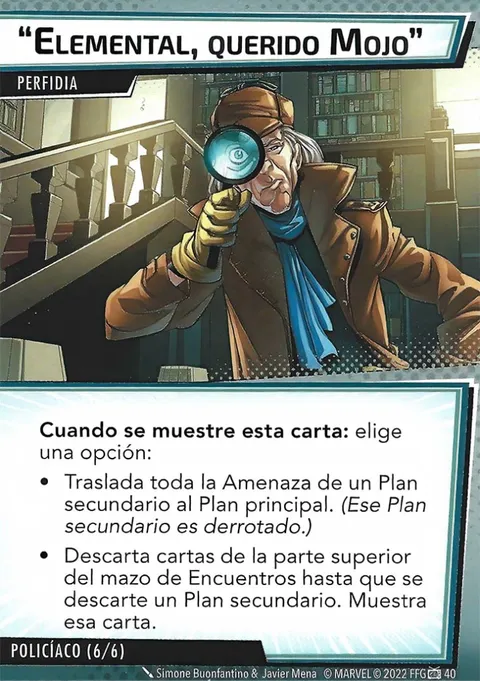 “Elemental, querido Mojo”
PERFIDIA
Cuando se muestre esta carta: elige
una opción:
• Traslada toda la Amenaza de un Plan
secundario al Plan principal. (Ese Plan
secundario es derrotado.)
• Descarta cartas de la parte superior
del mazo de Encuentros hasta que se
descarte un Plan secundario. Muestra
esa carta.
POLICÍACO (6/6)
Simone Buonfantino & Javier Mena © MARVEL © 2022 FFG 40